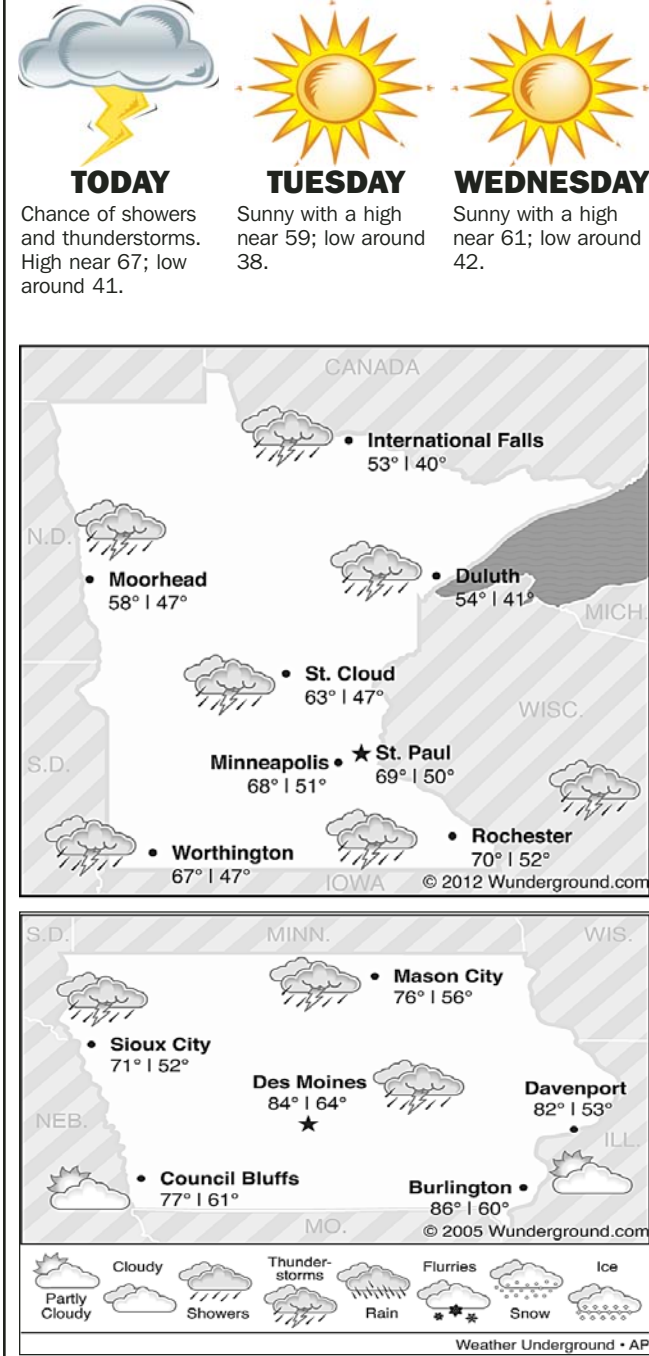 TODAY
Chance of showers
and thunderstorms.
High near 67; low
around 41.
TUESDAY
Sunny with a high
near 59; low around
38.
WEDNESDAY
Sunny with a high
near 61; low around
42.
CANADA
International Falls
53° | 40°
N.D.
Moorhead
58° | 47°
Duluth
54° | 41°
MICH.
St. Cloud
63° | 47°
WISC.
S.D.
Minneapolis
68° | 51°
St. Paul
69° | 50°
Worthington
67° | 47°
Rochester
70° | 52°
IOWA
© 2012 Wunderground.com
S.D.
MINN.
WIS.
Mason City
76° | 56°
Sioux City
71° | 52°
Des Moines
84° | 64°
Davenport
82° | 53°
NEB.
ILL.
Council Bluffs
77° | 61°
Burlington
86° | 60°
MO.
© 2005 Wunderground.com
Partly
Cloudy
Cloudy
Showers
Thunder-
storms
Rain
Flurries
Snow
Ice
Weather Underground • AP